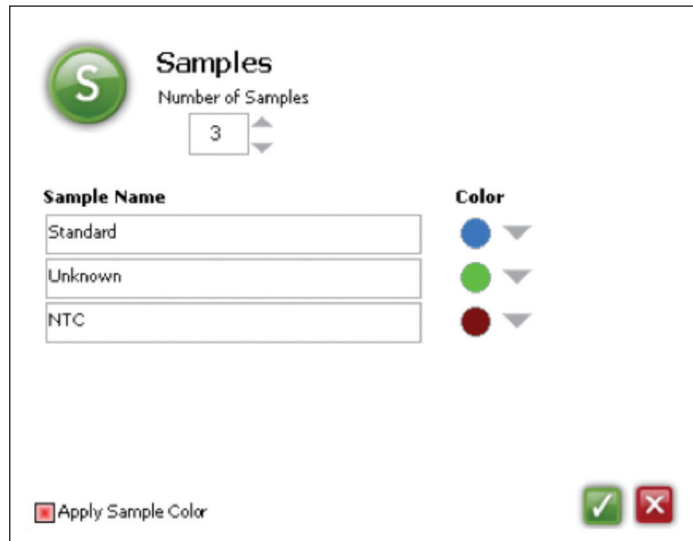 S
Samples
Number of Samples
3
Sample Name Color
Standard
Unknown
NTC
Apply Sample Color